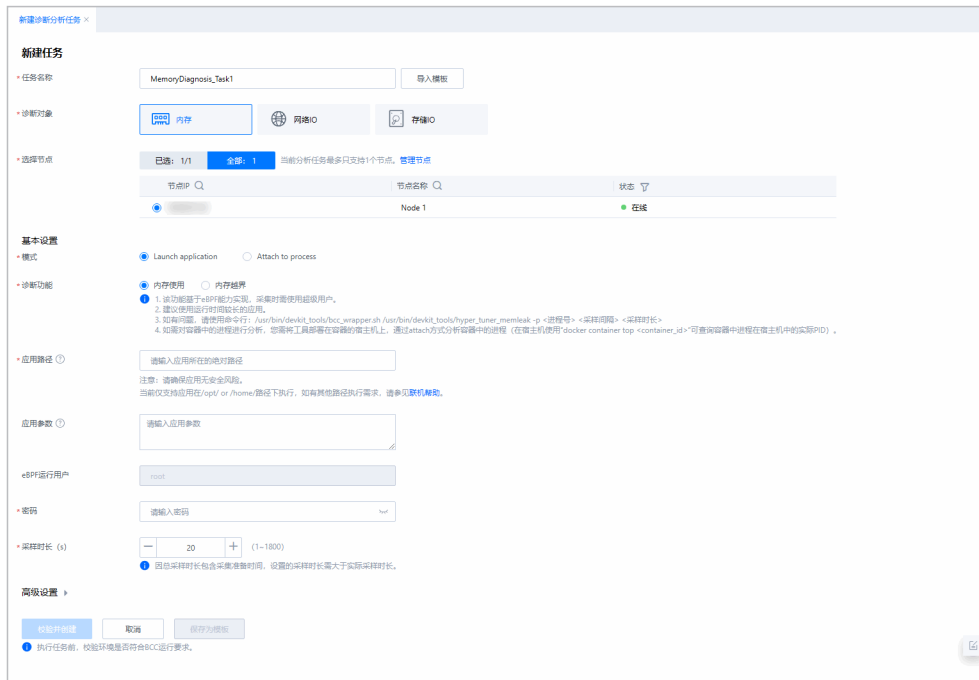 新建诊断分析任务 ×
新建任务
* 任务名称 MemoryDiagnosis_Task1 导入模板
* 诊断对象 内存 网络IO 存储IO
* 选择节点 已选：1/1 全部：1 当前分析任务最多只支持1个节点。管理节点
节点IP 节点名称 状态
Node 1 在线
基本设置
* 模式 Launch application Attach to process
* 诊断功能 内存使用 内存越界
1. 该功能基于eBPF能力实现，采集时需使用超级用户。
2. 建议使用运行时间较长的应用。
3. 如有问题，请使用命令行：/usr/bin/devkit_tools/bcc_wrapper.sh /usr/bin/devkit_tools/hyper_tuner_memleak -p <进程号> <采样间隔> <采样时长>
4. 如需对容器中的进程进行分析，您需将工具部署在容器的宿主机上，通过attach方式分析容器中的进程（在宿主机使用"docker container top <container_id>"可查询容器中进程在宿主机中的实际PID）。
* 应用路径 ? 请输入应用所在的绝对路径
注意：请确保应用无安全风险。
当前仅支持应用在/opt/ or /home/路径下执行，如有其他路径执行需求，请参见联机帮助。
应用参数 ? 请输入应用参数
eBPF运行用户 root
* 密码 请输入密码
* 采样时长（s） 20 (1~1800)
因总采样时长包含采集准备时间，设置的采样时长需大于实际采样时长。
高级设置
校验并创建 取消 保存为模板
执行任务前，校验环境是否符合BCC运行要求。